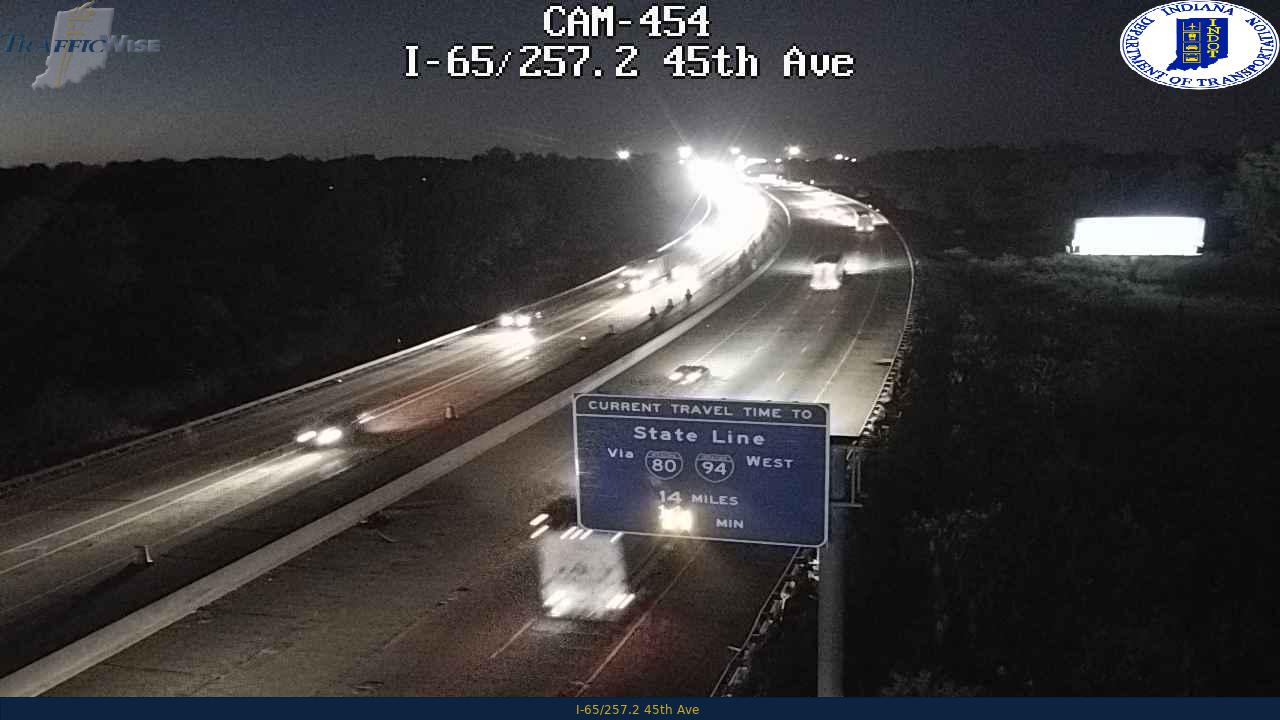 CAM-454
I-65/257.2 45th Ave
TRAFFICWISE
INDIANA
DEPARTMENT OF TRANSPORTATION
INDOT
CURRENT TRAVEL TIME TO
State Line
Via 80 94 WEST
14 MILES
MIN
I-65/257.2 45th Ave